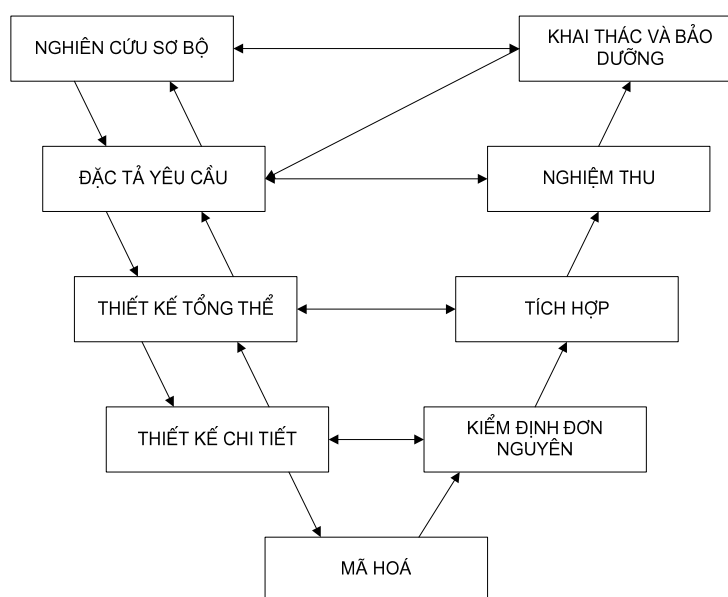 NGHIÊN CỨU SƠ BỘ
KHAI THÁC VÀ BẢO
DƯỠNG
ĐẶC TẢ YÊU CẦU
NGHIỆM THU
THIẾT KẾ TỔNG THỂ
TÍCH HỢP
THIẾT KẾ CHI TIẾT
KIỂM ĐỊNH ĐƠN
NGUYÊN
MÃ HOÁ